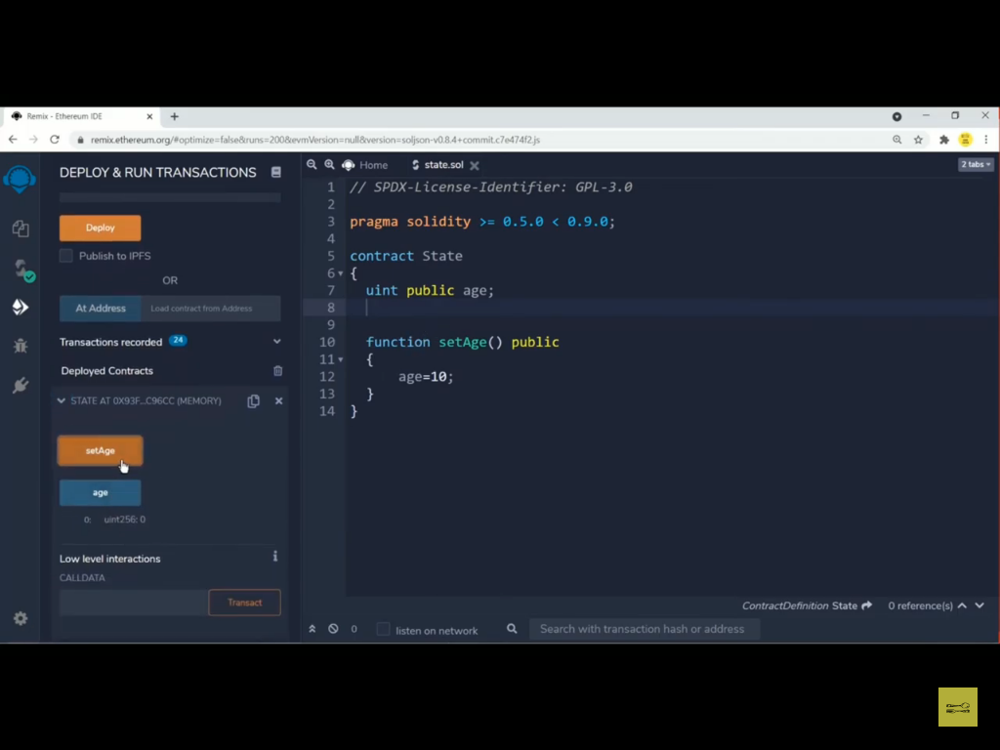 Remix - Ethereum IDE
remix.ethereum.org/#optimize=false&runs=200&evmVersion=null&version=soljson-v0.8.4+commit.c7e474f2.js
DEPLOY & RUN TRANSACTIONS
Home
state.sol
2 tabs
Deploy
Publish to IPFS
OR
At Address
Load contract from Address
Transactions recorded 24
Deployed Contracts
STATE AT 0X93F...C96CC (MEMORY)
setAge
age
0: uint256: 0
Low level interactions
i
CALLDATA
Transact
1 // SPDX-License-Identifier: GPL-3.0
2
3 pragma solidity >= 0.5.0 < 0.9.0;
4
5 contract State
6 {
7 uint public age;
8
9
10 function setAge() public
11 {
12 age=10;
13 }
14 }
ContractDefinition State
0 reference(s)
0
listen on network
Search with transaction hash or address